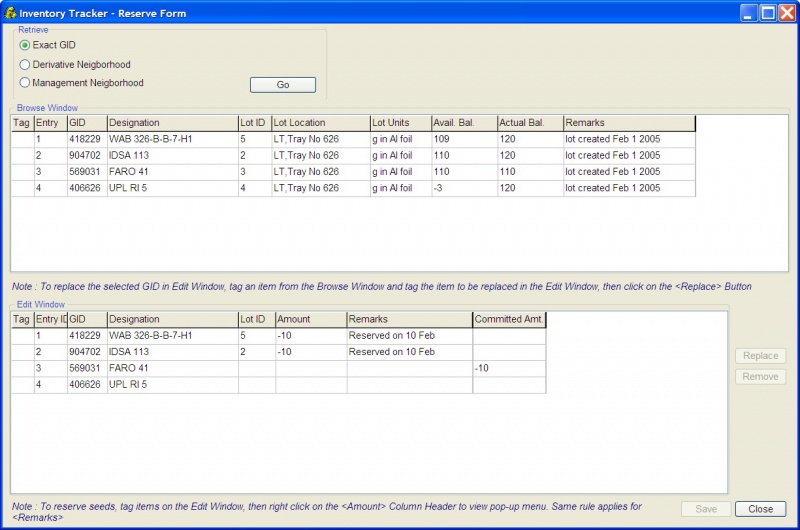 Inventory Tracker - Reserve Form
Retrieve
Exact GID
Derivative Neigborhood
Management Neigborhood
Go
Browse Window
Tag Entry GID Designation Lot ID Lot Location Lot Units Avail. Bal. Actual Bal. Remarks
1 418229 WAB 326-B-B-7-H1 5 LT,Tray No 626 g in Al foil 109 120 lot created Feb 1 2005
2 904702 IDSA 113 2 LT,Tray No 626 g in Al foil 110 120 lot created Feb 1 2005
3 569031 FARO 41 3 LT,Tray No 626 g in Al foil 110 110 lot created Feb 1 2005
4 406626 UPL RI 5 4 LT,Tray No 626 g in Al foil -3 120 lot created Feb 1 2005
Note : To replace the selected GID in Edit Window, tag an item from the Browse Window and tag the item to be replaced in the Edit Window, then click on the <Replace> Button
Edit Window
Tag Entry ID GID Designation Lot ID Amount Remarks Committed Amt.
1 418229 WAB 326-B-B-7-H1 5 -10 Reserved on 10 Feb
2 904702 IDSA 113 2 -10 Reserved on 10 Feb
3 569031 FARO 41 -10
4 406626 UPL RI 5
Replace
Remove
Note : To reserve seeds, tag items on the Edit Window, then right click on the <Amount> Column Header to view pop-up menu. Same rule applies for
<Remarks>
Save
Close